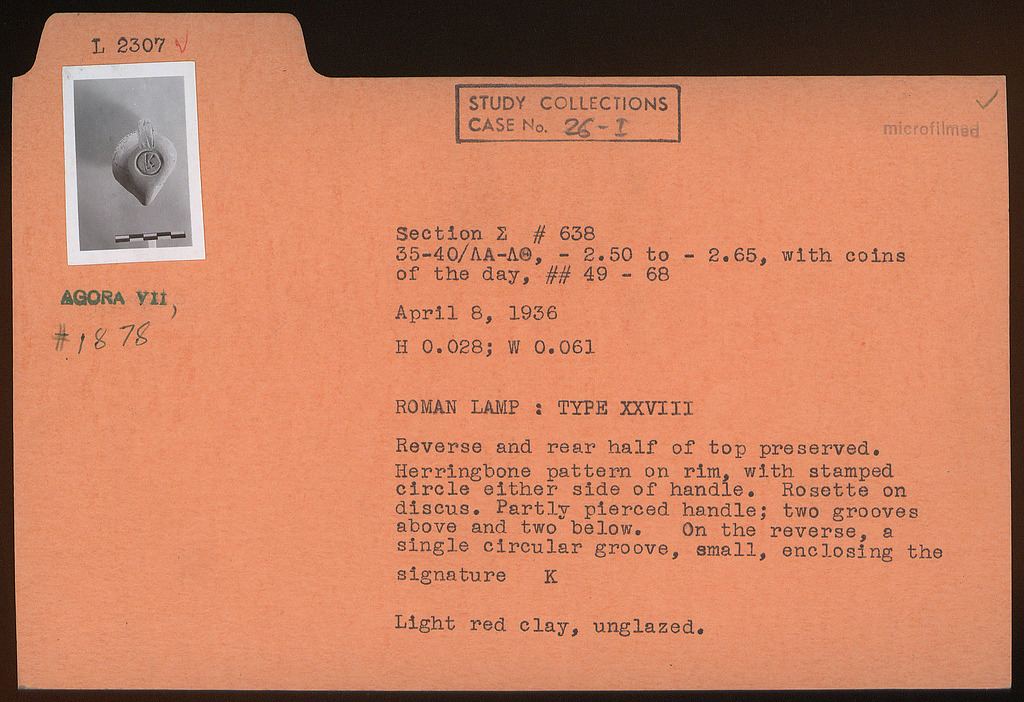 L 2307 ✓
STUDY COLLECTIONS
CASE No. 26-I
microfilmed
AGORA VII,
#1878
Section Σ # 638
35-40/ΛΑ-ΛΘ, - 2.50 to - 2.65, with coins
of the day, ## 49 - 68
April 8, 1936
H 0.028; W 0.061
ROMAN LAMP : TYPE XXVIII
Reverse and rear half of top preserved.
Herringbone pattern on rim, with stamped
circle either side of handle. Rosette on
discus. Partly pierced handle; two grooves
above and two below. On the reverse, a
single circular groove, small, enclosing the
signature K
Light red clay, unglazed.
K